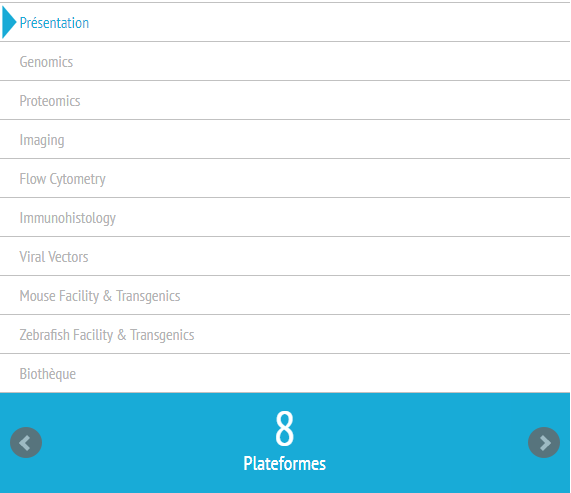 Présentation
Genomics
Proteomics
Imaging
Flow Cytometry
Immunohistology
Viral Vectors
Mouse Facility & Transgenics
Zebrafish Facility & Transgenics
Biothèque
8
Plateformes